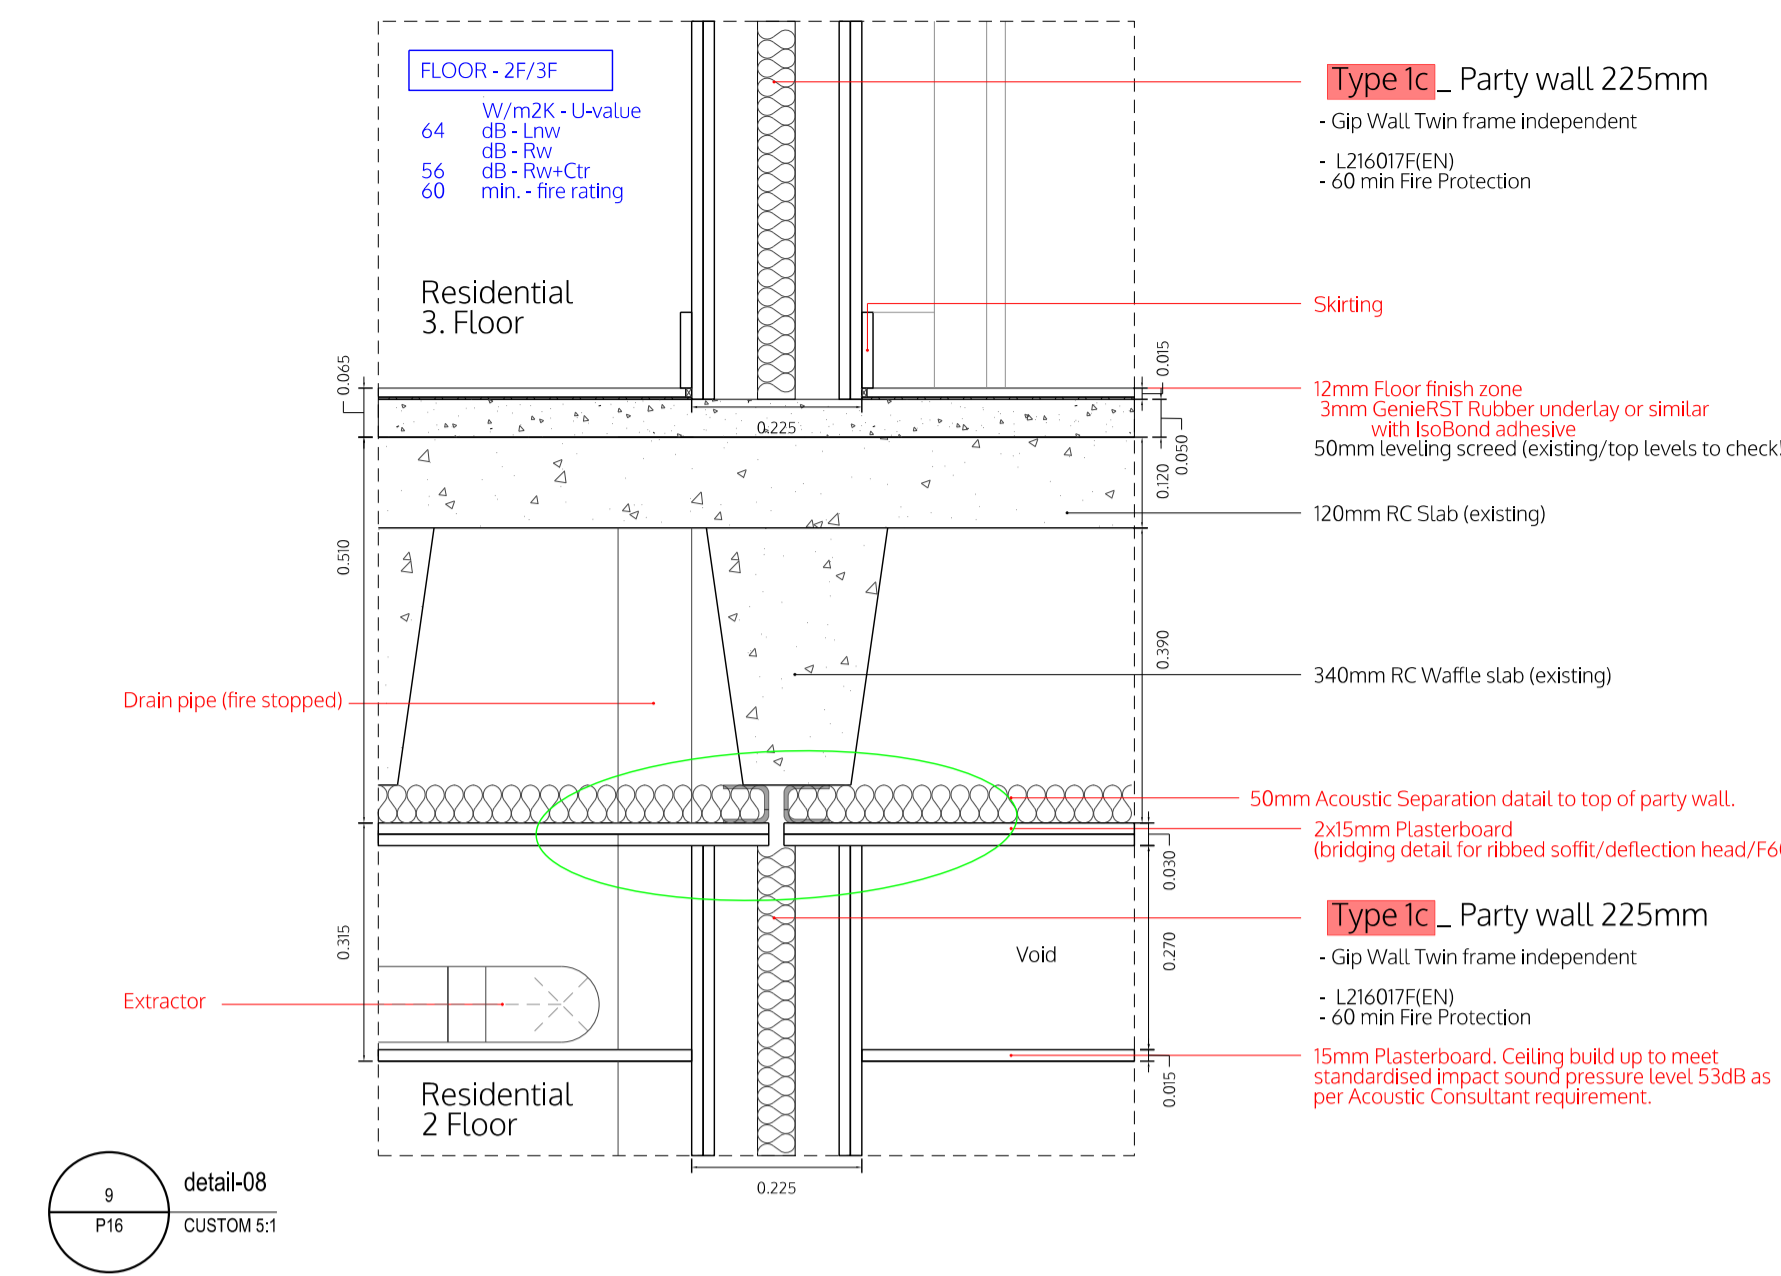 FLOOR - 2F/3F
W/m2K - U-value
64 dB - Lnw
dB - Rw
56 dB - Rw+Ctr
60 min. - fire rating
Residential
3. Floor
Type 1c _ Party wall 225mm
- Gip Wall Twin frame independent
- L216017F(EN)
- 60 min Fire Protection
Skirting
0.065
0.015
12mm Floor finish zone
3mm GenieRST Rubber underlay or similar
with IsoBond adhesive
50mm leveling screed (existing/top levels to check!
0.225
0.050
0.120
120mm RC Slab (existing)
0.510
0.390
340mm RC Waffle slab (existing)
Drain pipe (fire stopped)
50mm Acoustic Separation datail to top of party wall.
2x15mm Plasterboard
(bridging detail for ribbed soffit/deflection head/F60
0.030
Type 1c _ Party wall 225mm
- Gip Wall Twin frame independent
- L216017F(EN)
- 60 min Fire Protection
0.315
Void
0.270
Extractor
15mm Plasterboard. Ceiling build up to meet
standardised impact sound pressure level 53dB as
per Acoustic Consultant requirement.
0.015
Residential
2 Floor
0.225
9
P16
detail-08
CUSTOM 5:1